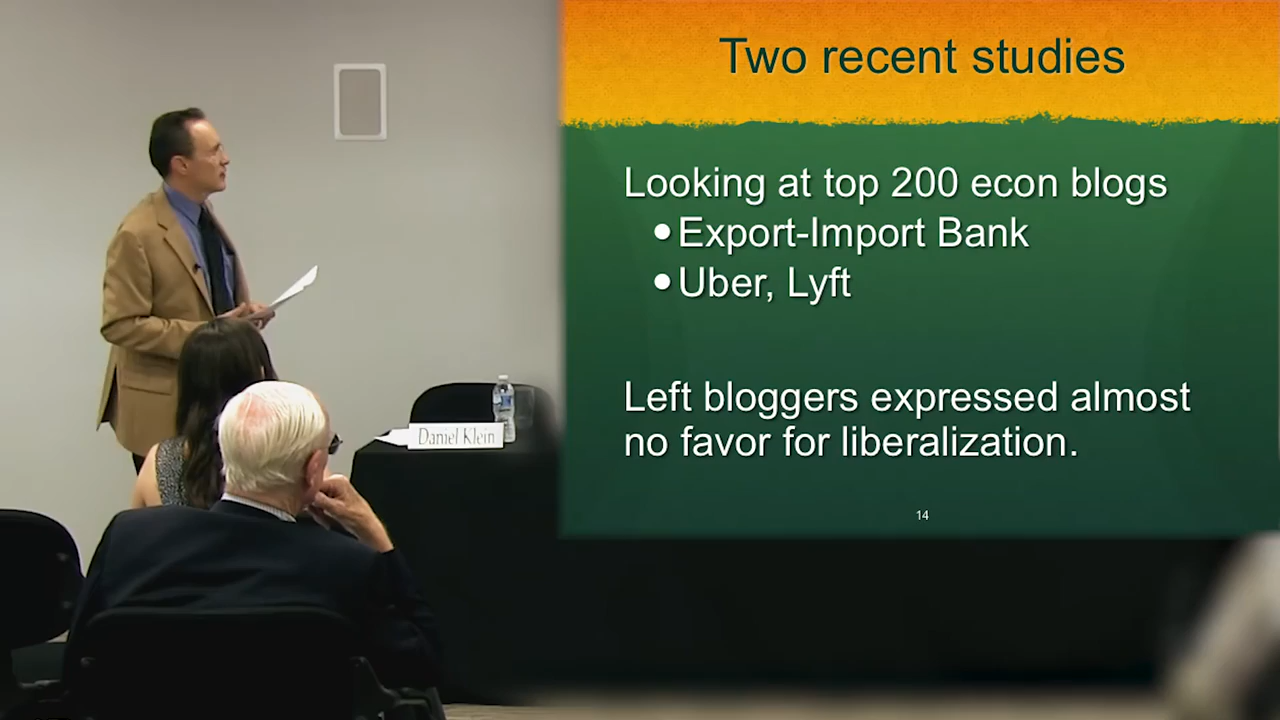 Two recent studies
Looking at top 200 econ blogs
• Export-Import Bank
• Uber, Lyft
Left bloggers expressed almost
no favor for liberalization.
14
Daniel Klein